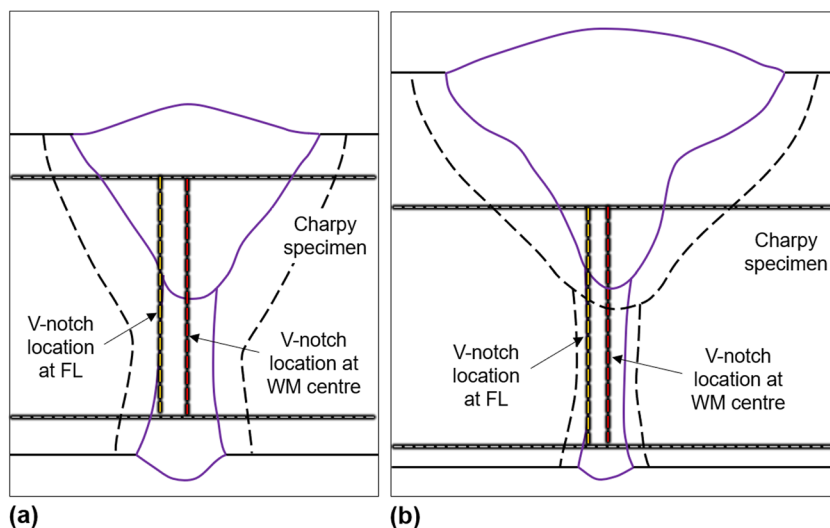 Charpy
specimen
V-notch
location
at FL
V-notch
location at
WM centre
(a)
Charpy
specimen
V-notch
location
at FL
V-notch
location at
WM centre
(b)